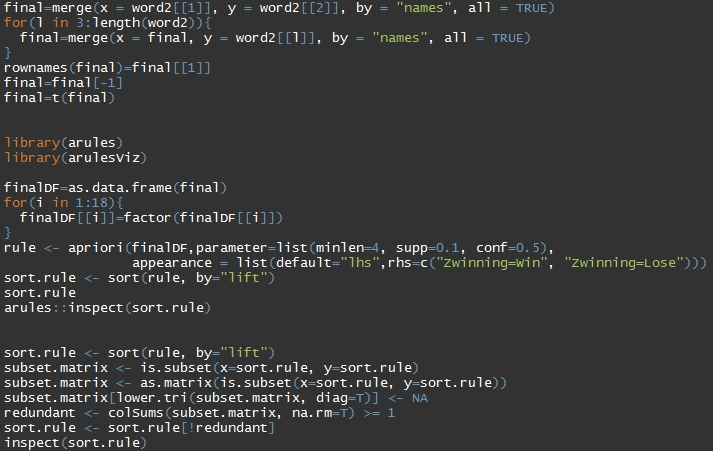 final=merge(x = word2[[1]], y = word2[[2]], by = "names", all = TRUE)
for(l in 3:length(word2)){
  final=merge(x = final, y = word2[[l]], by = "names", all = TRUE)
}
rownames(final)=final[[1]]
final=final[-1]
final=t(final)
library(arules)
library(arulesViz)
finalDF=as.data.frame(final)
for(i in 1:18){
  finalDF[[i]]=factor(finalDF[[i]])
}
rule <- apriori(finalDF,parameter=list(minlen=4, supp=0.1, conf=0.5),
                appearance = list(default="lhs",rhs=c("Zwinning=Win", "Zwinning=Lose")))
sort.rule <- sort(rule, by="lift")
sort.rule
arules::inspect(sort.rule)
sort.rule <- sort(rule, by="lift")
subset.matrix <- is.subset(x=sort.rule, y=sort.rule)
subset.matrix <- as.matrix(is.subset(x=sort.rule, y=sort.rule))
subset.matrix[lower.tri(subset.matrix, diag=T)] <- NA
redundant <- colSums(subset.matrix, na.rm=T) >= 1
sort.rule <- sort.rule[!redundant]
inspect(sort.rule)